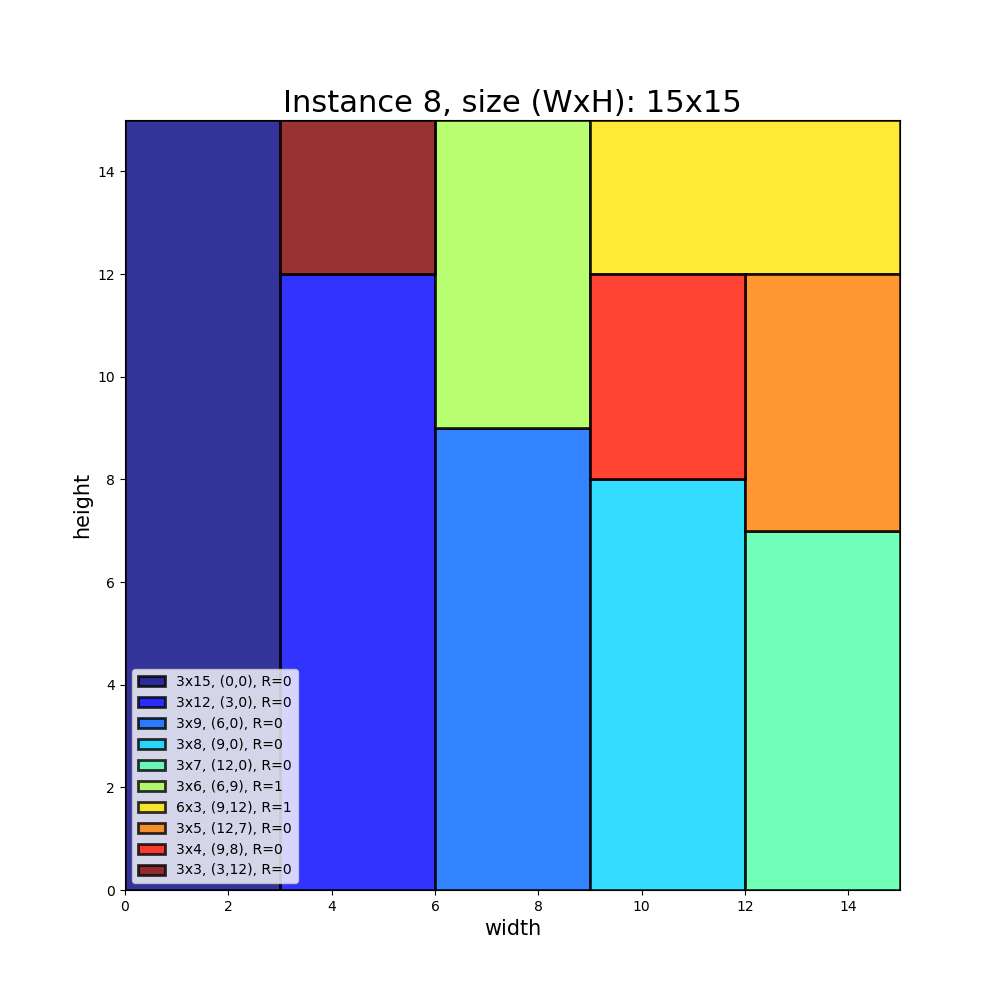 Instance 8, size (WxH): 15x15
14
12
10
8
6
4
2
0
height
3x15, (0,0), R=0
3x12, (3,0), R=0
3x9, (6,0), R=0
3x8, (9,0), R=0
3x7, (12,0), R=0
3x6, (6,9), R=1
6x3, (9,12), R=1
3x5, (12,7), R=0
3x4, (9,8), R=0
3x3, (3,12), R=0
0 2 4 6 8 10 12 14
width